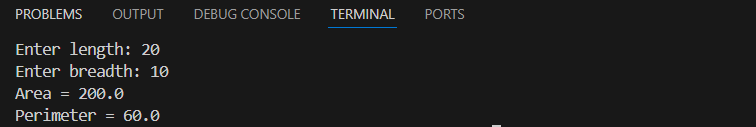 PROBLEMS OUTPUT DEBUG CONSOLE TERMINAL PORTS
Enter length: 20
Enter breadth: 10
Area = 200.0
Perimeter = 60.0